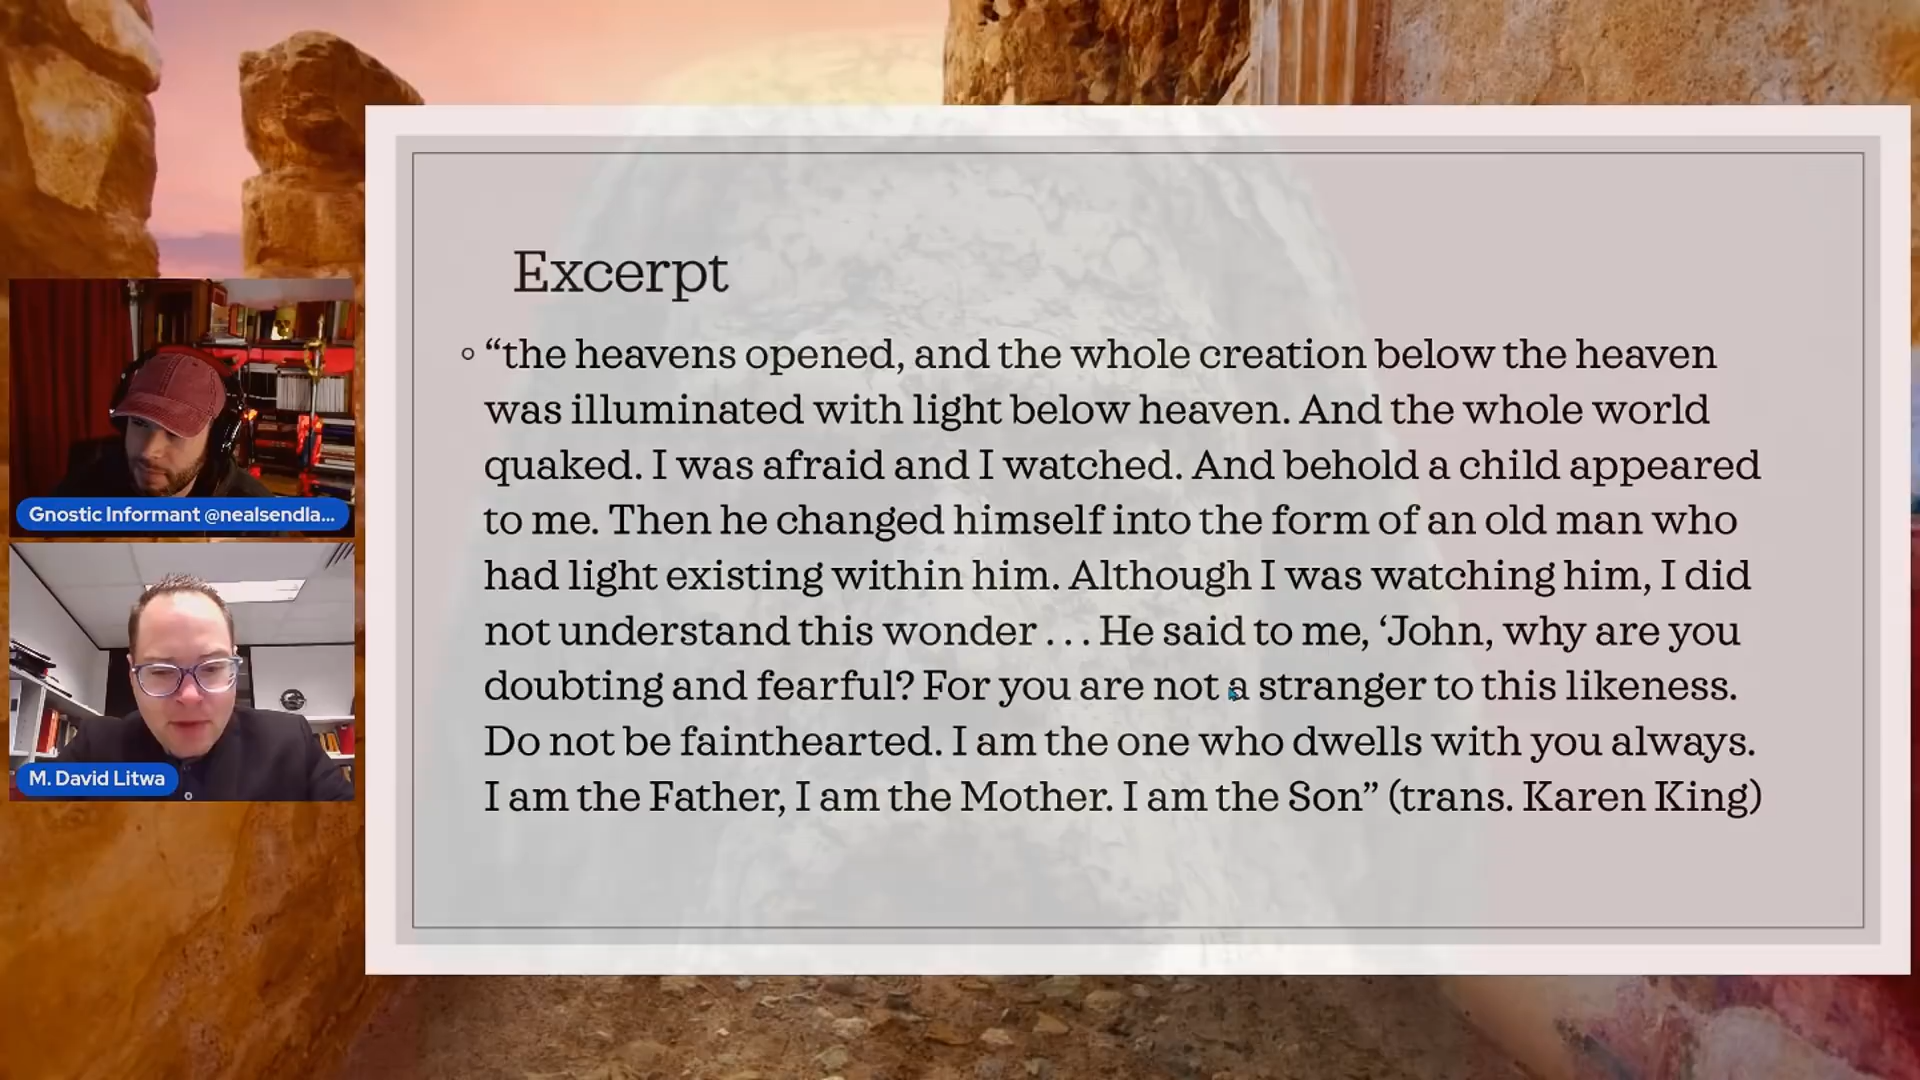 Excerpt
“the heavens opened, and the whole creation below the heaven
was illuminated with light below heaven. And the whole world
quaked. I was afraid and I watched. And behold a child appeared
to me. Then he changed himself into the form of an old man who
had light existing within him. Although I was watching him, I did
not understand this wonder . . . He said to me, ‘John, why are you
doubting and fearful? For you are not a stranger to this likeness.
Do not be fainthearted. I am the one who dwells with you always.
I am the Father, I am the Mother. I am the Son” (trans. Karen King)
Gnostic Informant @nealsendla...
M. David Litwa